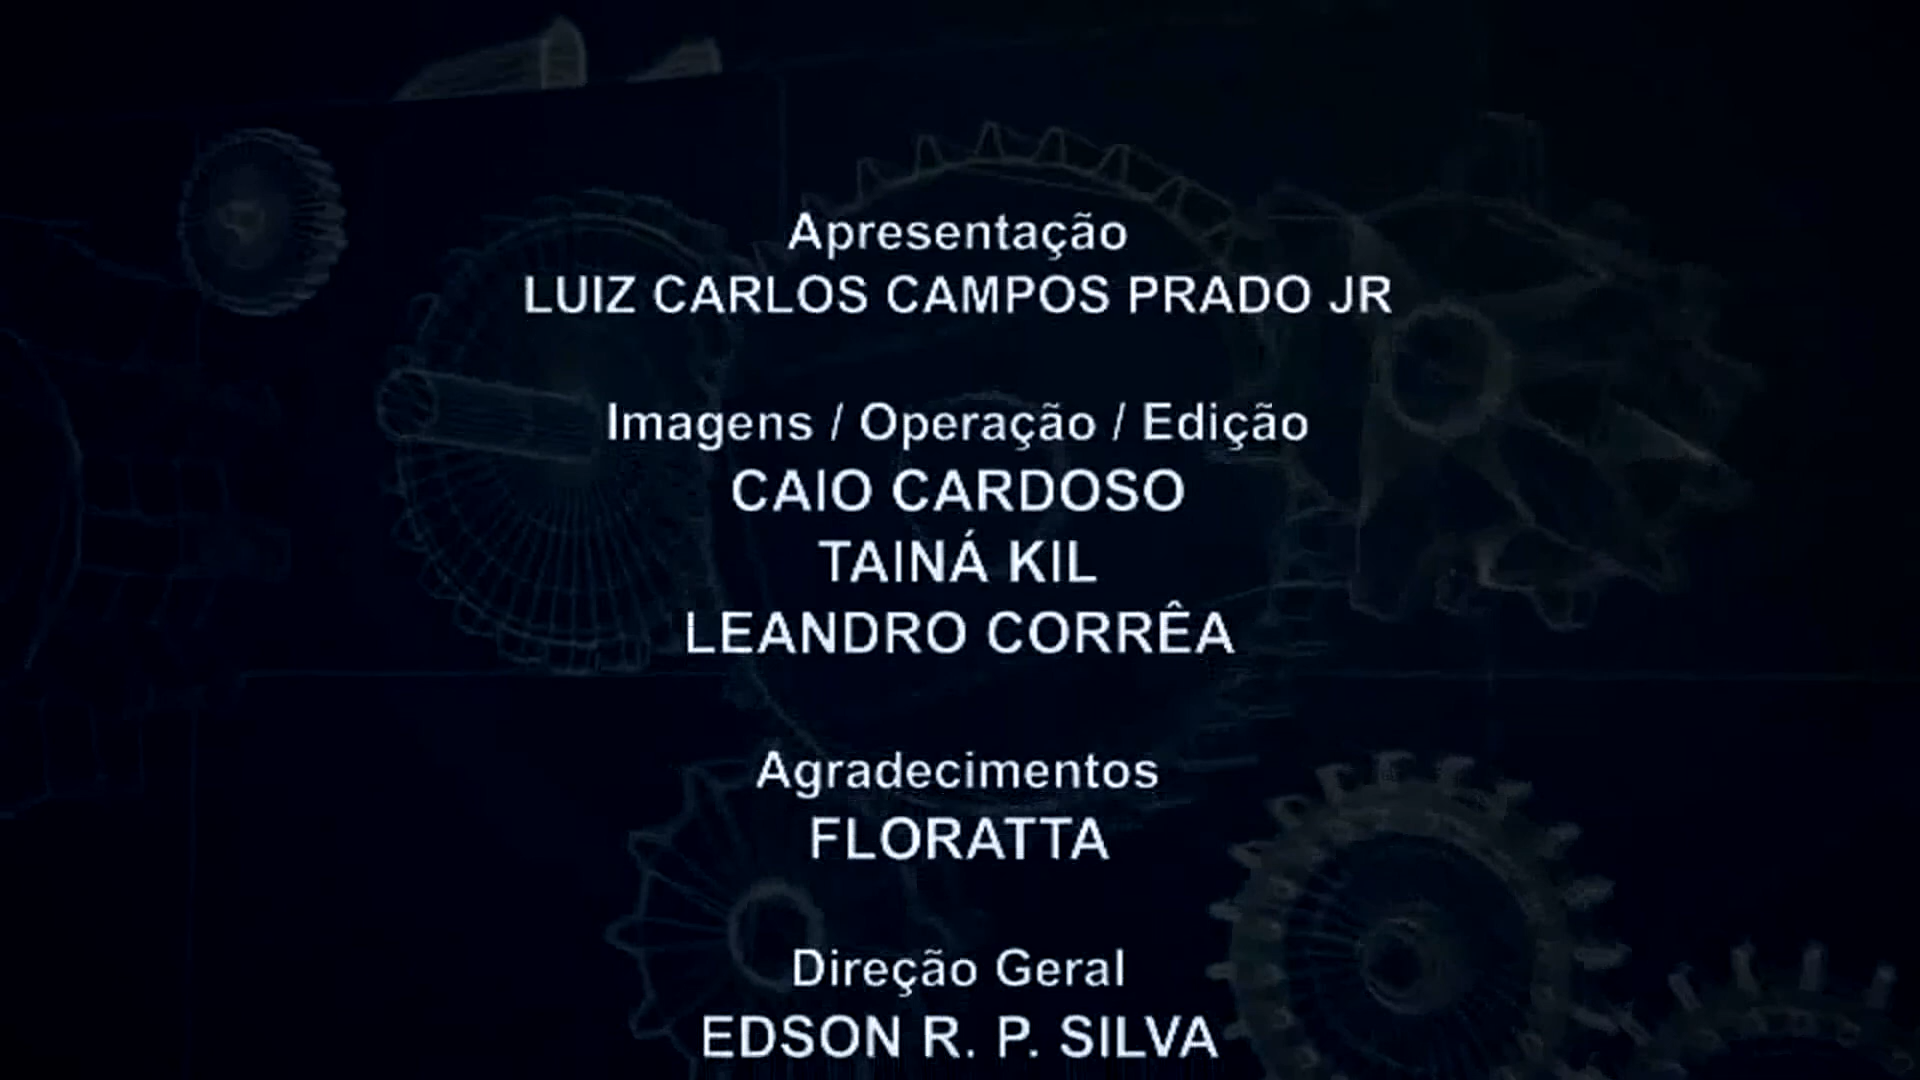 Apresentação
LUIZ CARLOS CAMPOS PRADO JR
Imagens / Operação / Edição
CAIO CARDOSO
TAINÁ KIL
LEANDRO CORRÊA
Agradecimentos
FLORATTA
Direção Geral
EDSON R. P. SILVA